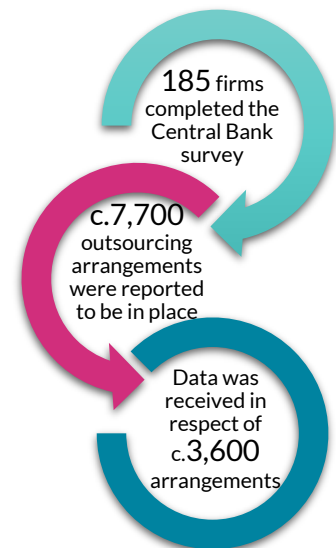 185 firms
completed the
Central Bank
survey
c.7,700
outsourcing
arrangements
were reported
to be in place
Data was
received in
respect of
c.3,600
arrangements